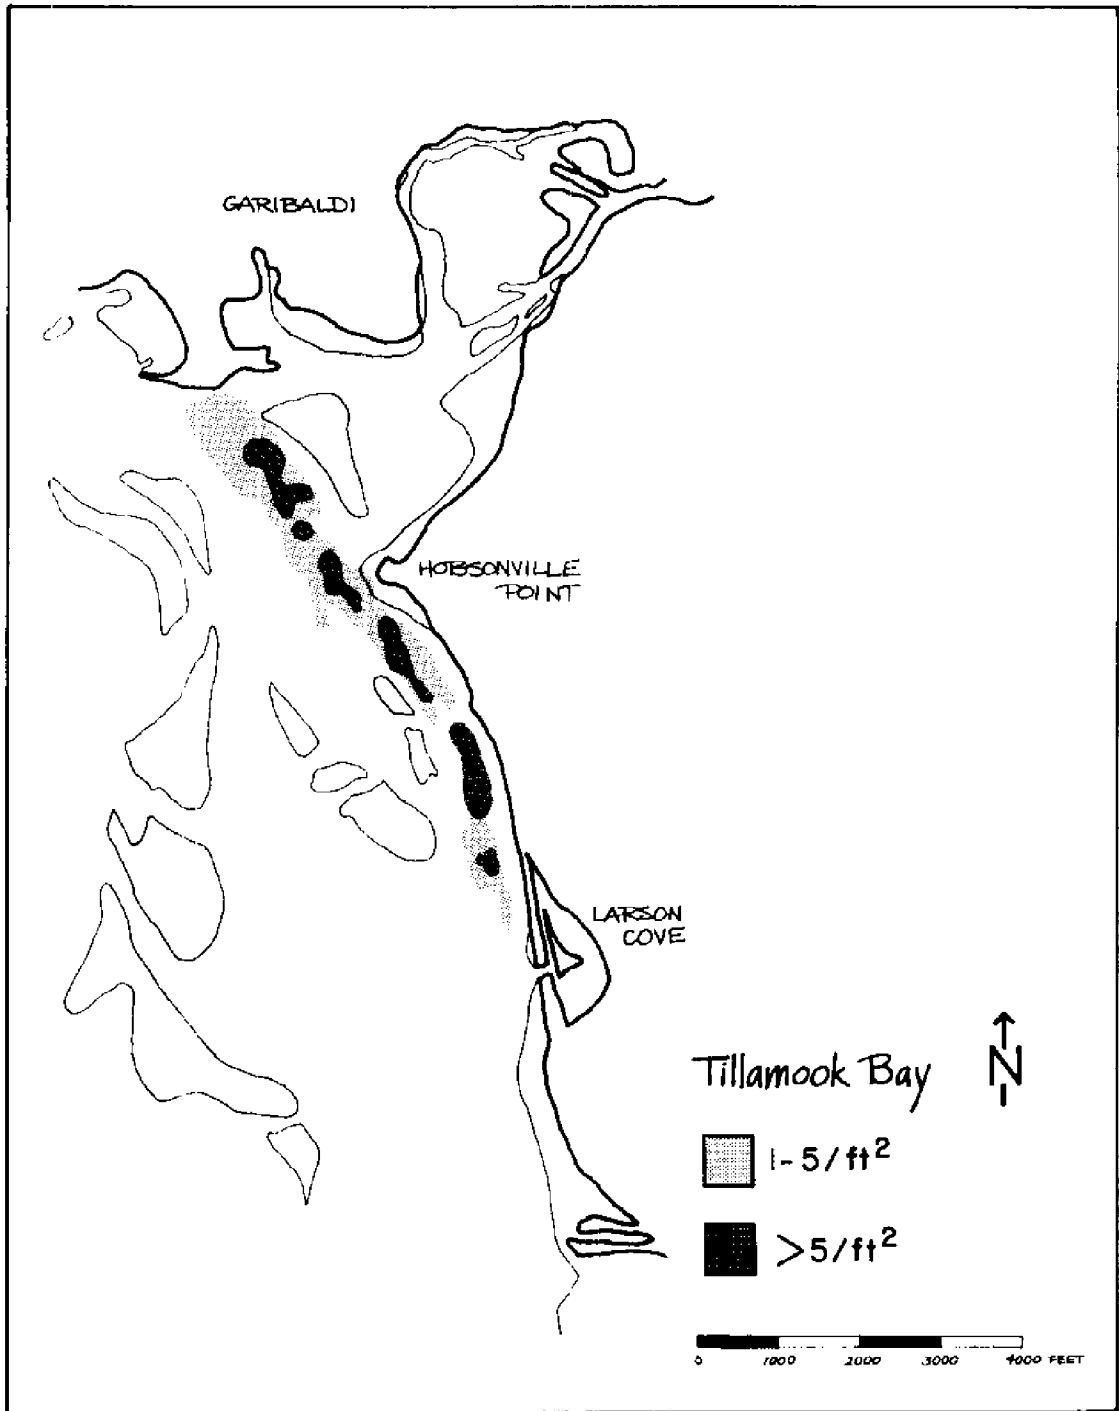 GARIBALDI
HOBSONVILLE
POINT
LARSON
COVE
Tillamook Bay
N
1-5/ft²
>5/ft²
0 1000 2000 3000 4000 FEET